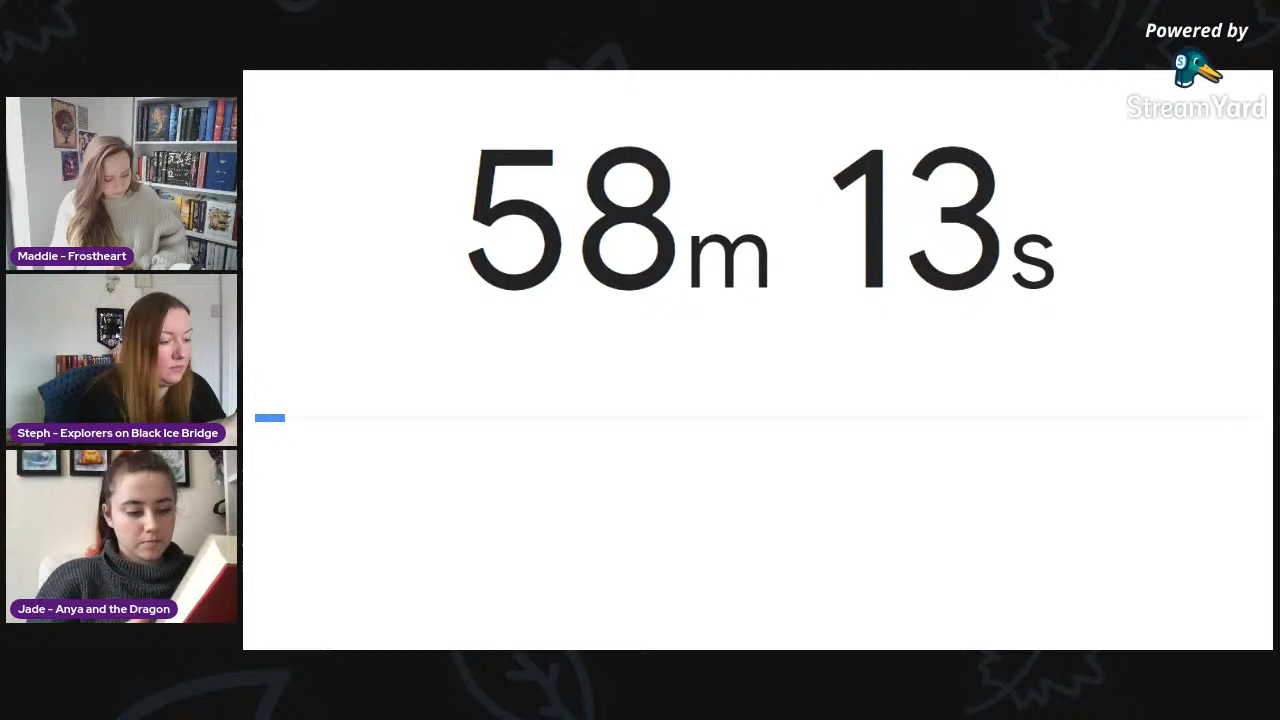 Powered by
StreamYard
58m 13s
Maddie - Frostheart
Steph - Explorers on Black Ice Bridge
Jade - Anya and the Dragon